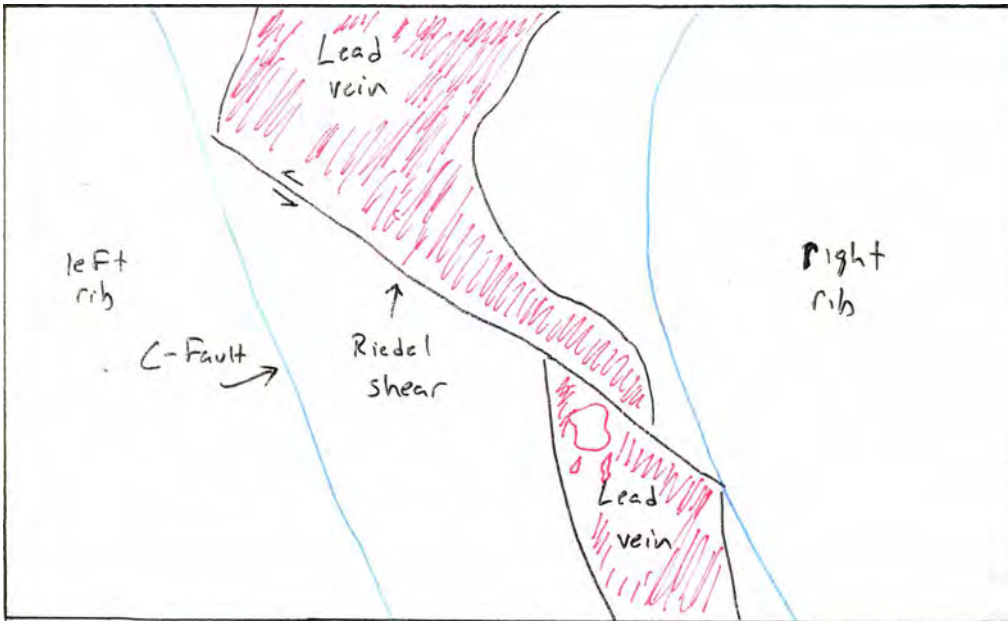 Lead
vein
left
rib
right
rib
C-Fault
Riedel
shear
Lead
vein